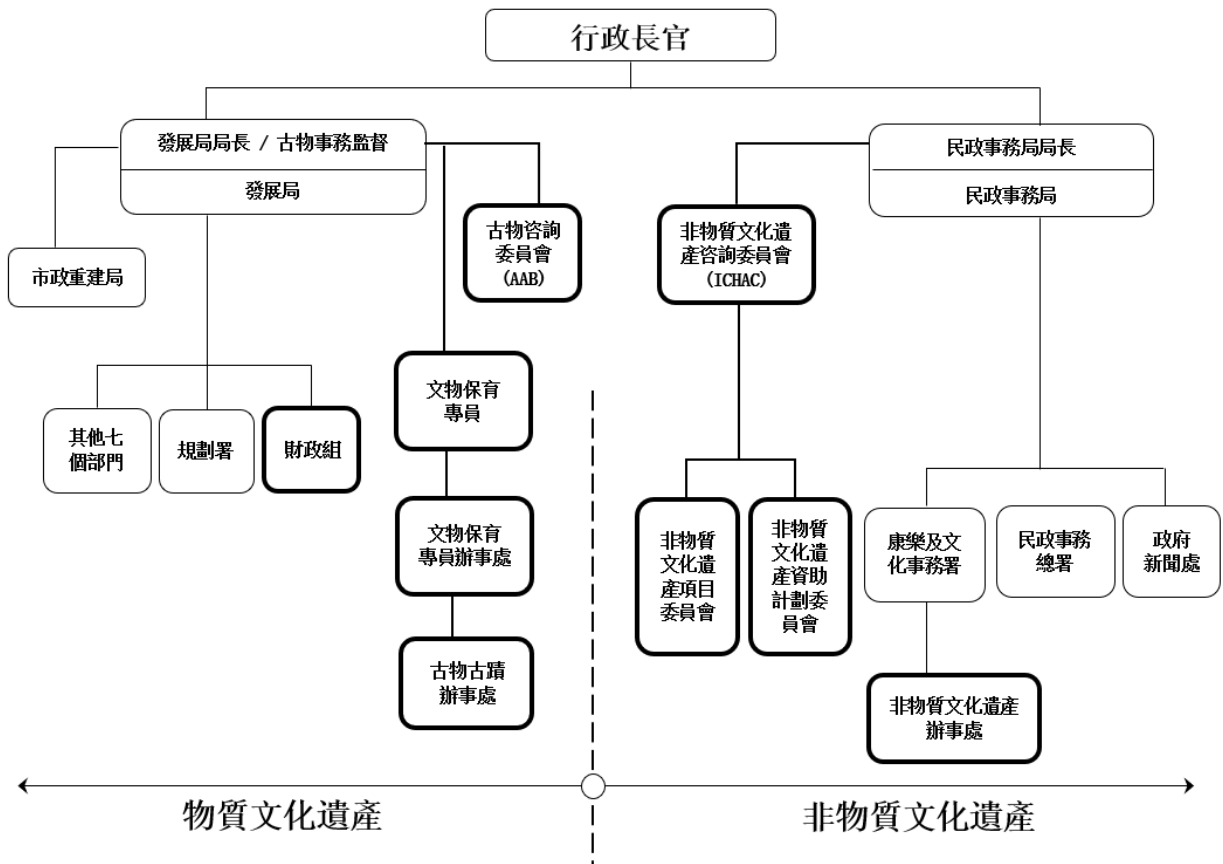 行政長官
發展局局長 / 古物事務監督
發展局
民政事務局局長
民政事務局
市政重建局
古物咨詢
委員會
(AAB)
非物質文化遺
產咨詢委員會
(ICHAC)
文物保育
專員
其他七
個部門
規劃署
財政組
文物保育
專員辦事處
古物古蹟
辦事處
非物質
文化遺
產項目
委員會
非物質
文化遺
產資助
計劃委
員會
康樂及文
化事務署
民政事務
總署
政府
新聞處
非物質文化遺產
辦事處
物質文化遺產
非物質文化遺產